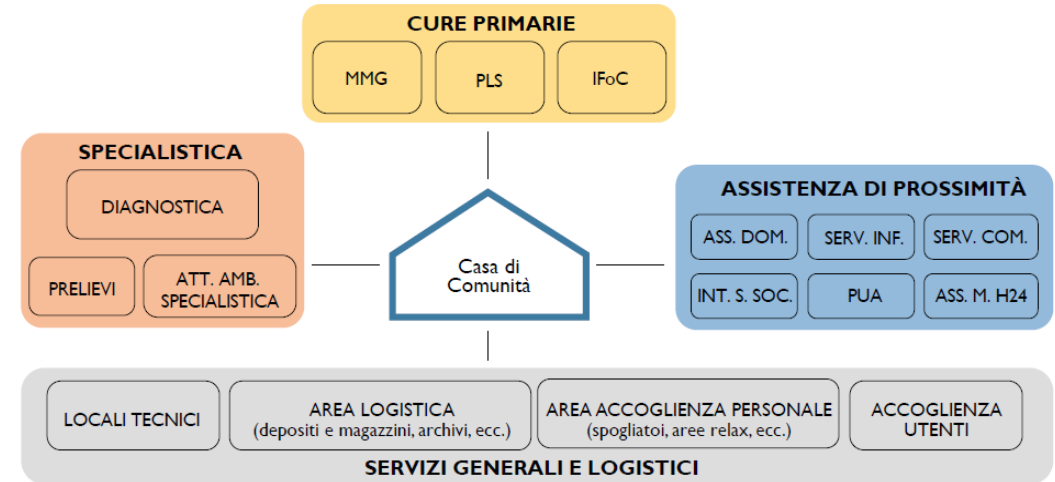 CURE PRIMARIE
MMG
PLS
IFoC
SPECIALISTICA
DIAGNOSTICA
PRELIEVI
ATT. AMB.
SPECIALISTICA
Casa di
Comunità
ASSISTENZA DI PROSSIMITÀ
ASS. DOM.
SERV. INF.
SERV. COM.
INT. S. SOC.
PUA
ASS. M. H24
LOCALI TECNICI
AREA LOGISTICA
(depositi e magazzini, archivi, ecc.)
AREA ACCOGLIENZA PERSONALE
(spogliatoi, aree relax, ecc.)
ACCOGLIENZA
UTENTI
SERVIZI GENERALI E LOGISTICI